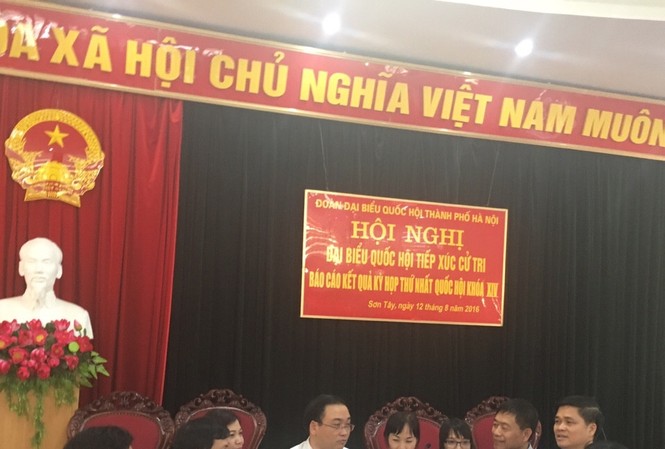 ÒA XÃ HỘI CHỦ NGHĨA VIỆT NAM MUÔN
ĐOÀN ĐẠI BIỂU QUỐC HỘI THÀNH PHỐ HÀ NỘI
HỘI NGHỊ
ĐẠI BIỂU QUỐC HỘI TIẾP XÚC CỬ TRI
BÁO CÁO KẾT QUẢ KỲ HỌP THỨ NHẤT QUỐC HỘI KHÓA XIV
Sơn Tây, ngày 12 tháng 8 năm 2016